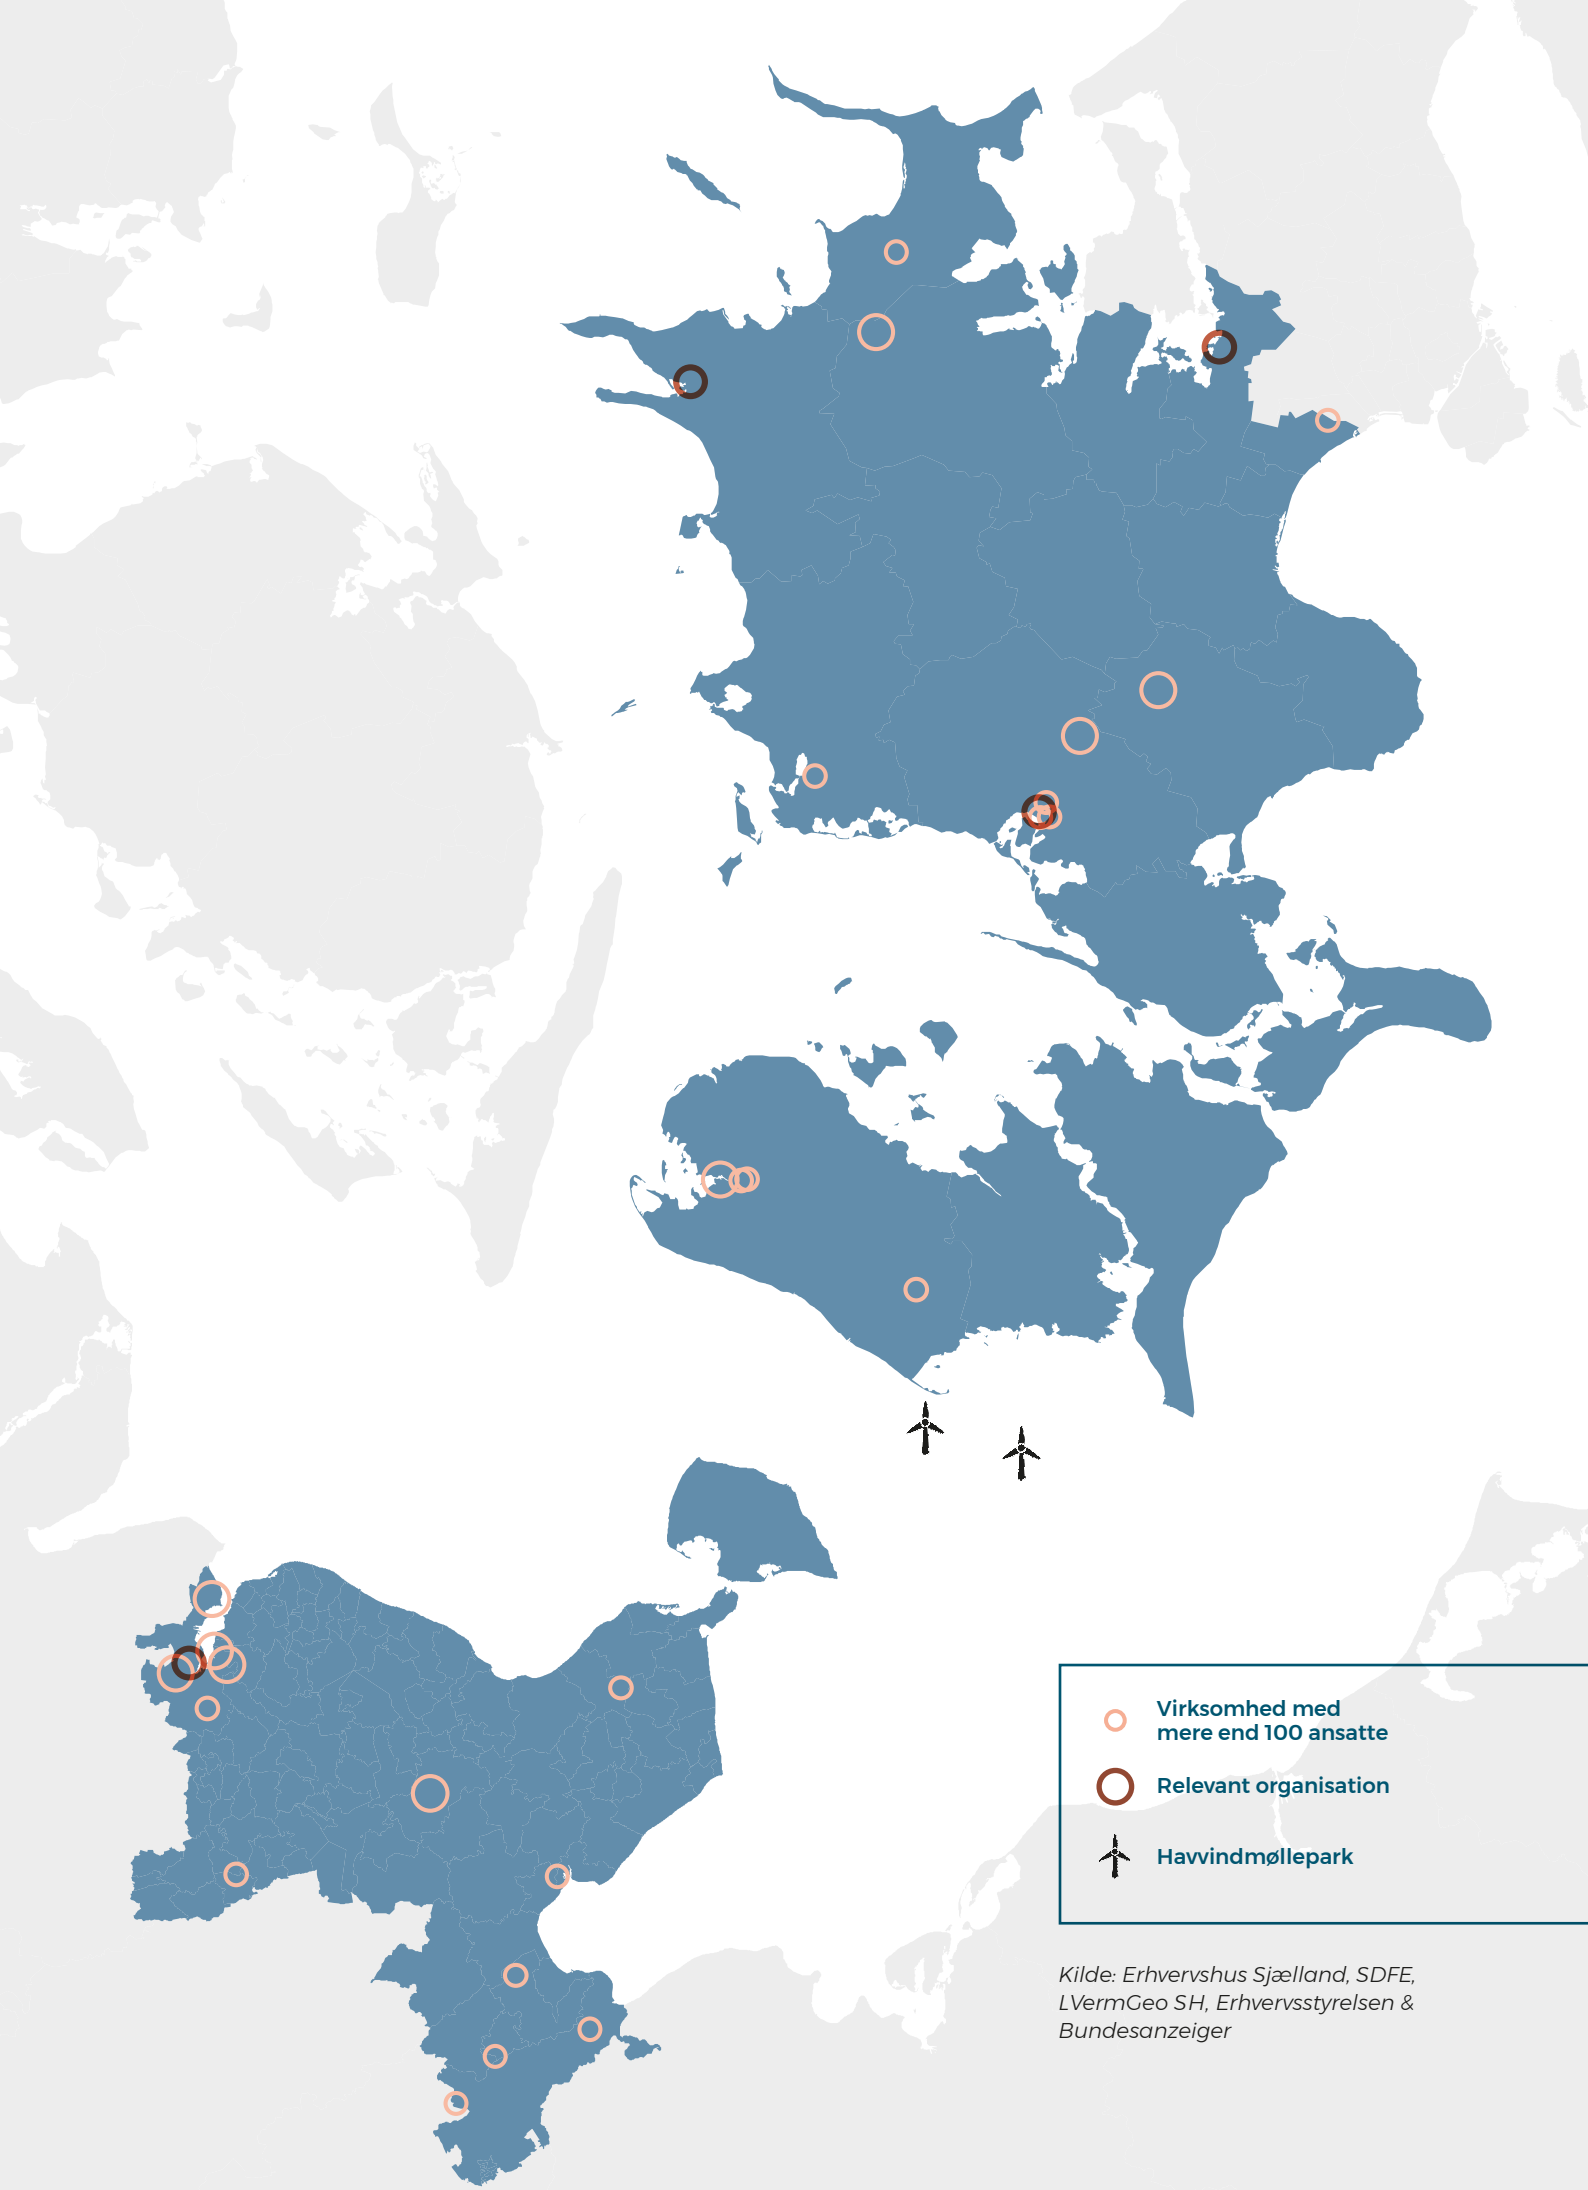 Virksomhed med
mere end 100 ansatte
Relevant organisation
Havvindmøllepark
Kilde: Erhvervshus Sjælland, SDFE,
LVermGeo SH, Erhvervsstyrelsen &
Bundesanzeiger